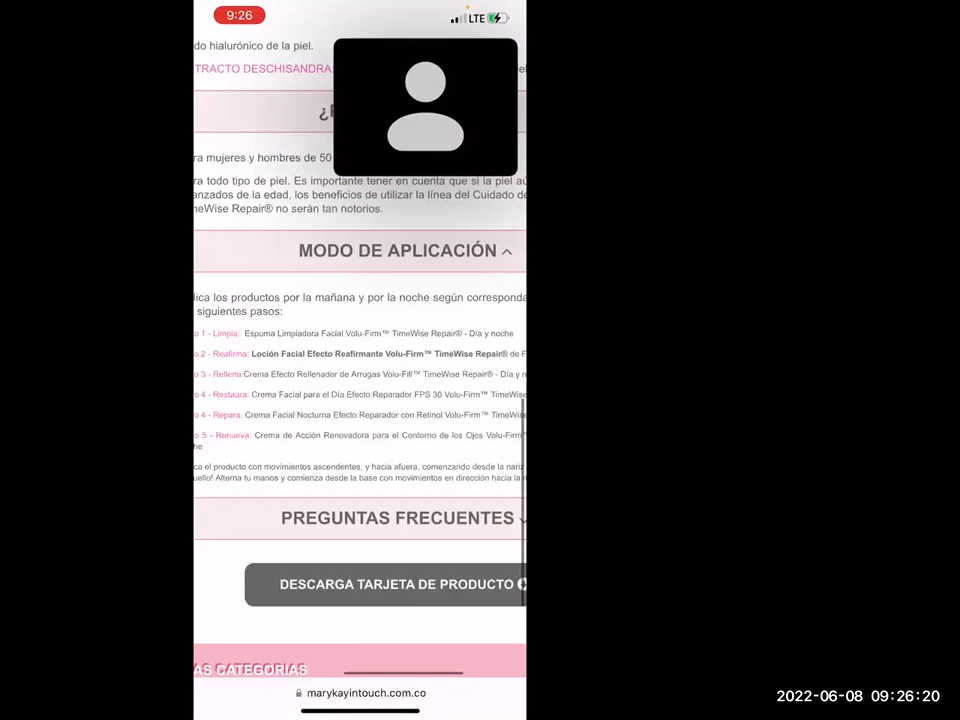 9:26
LTE
do hialurónico de la piel.
TRACTO DESCHISANDRA:
¿
ra mujeres y hombres de 50
ra todo tipo de piel. Es importante tener en cuenta que si la piel aú
anzados de la edad, los beneficios de utilizar la línea del Cuidado de
neWise Repair® no serán tan notorios.
MODO DE APLICACIÓN
lica los productos por la mañana y por la noche según corresponda
siguientes pasos:
o 1 - Limpia: Espuma Limpiadora Facial Volu-Firm™ TimeWise Repair® - Día y noche
o 2 - Reafirma: Loción Facial Efecto Reafirmante Volu-Firm™ TimeWise Repair® de F
o 3 - Rellena:Crema Efecto Rellenador de Arrugas Volu-Fill™ TimeWise Repair® - Día y n
o 4 - Restaura: Crema Facial para el Día Efecto Reparador FPS 30 Volu-Firm™ TimeWise
o 4 - Repara: Crema Facial Nocturna Efecto Reparador con Retinol Volu-Firm™ TimeWise
o 5 - Renueva: Crema de Acción Renovadora para el Contorno de los Ojos Volu-Firm™
he
ca el producto con movimientos ascendentes. y hacia afuera, comenzando desde la nariz
uello! Alterna tu manos y comienza desde la base con movimientos en dirección hacia la
PREGUNTAS FRECUENTES
DESCARGA TARJETA DE PRODUCTO
AS CATEGORIAS
marykayintouch.com.co
2022-06-08 09:26:20